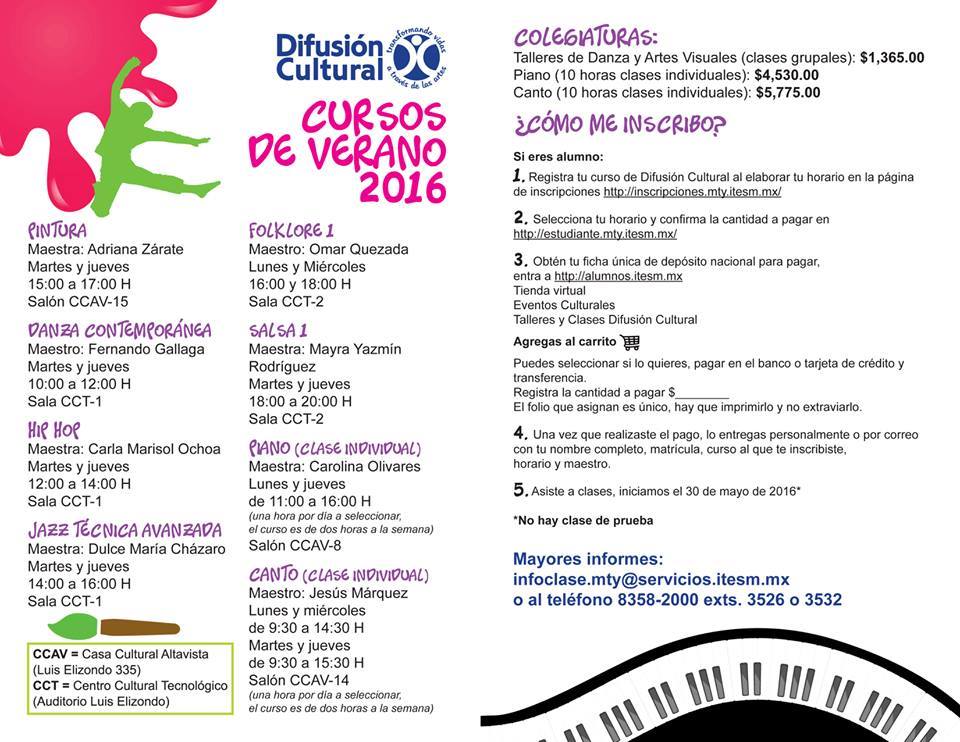 Difusión
Cultural
transformando vidas
a través de las artes
CURSOS
DE VERANO
2016
PINTURA
Maestra: Adriana Zárate
Martes y jueves
15:00 a 17:00 H
Salón CCAV-15
DANZA CONTEMPORÁNEA
Maestro: Fernando Gallaga
Martes y jueves
10:00 a 12:00 H
Sala CCT-1
HIP HOP
Maestra: Carla Marisol Ochoa
Martes y jueves
12:00 a 14:00 H
Sala CCT-1
JAZZ TÉCNICA AVANZADA
Maestra: Dulce María Cházaro
Martes y jueves
14:00 a 16:00 H
Sala CCT-1
CCAV = Casa Cultural Altavista
(Luis Elizondo 335)
CCT = Centro Cultural Tecnológico
(Auditorio Luis Elizondo)
FOLKLORE 1
Maestro: Omar Quezada
Lunes y Miércoles
16:00 y 18:00 H
Sala CCT-2
SALSA 1
Maestra: Mayra Yazmín
Rodríguez
Martes y jueves
18:00 a 20:00 H
Sala CCT-2
PIANO (CLASE INDIVIDUAL)
Maestra: Carolina Olivares
Lunes y jueves
de 11:00 a 16:00 H
(una hora por día a seleccionar,
el curso es de dos horas a la semana)
Salón CCAV-8
CANTO (CLASE INDIVIDUAL)
Maestro: Jesús Márquez
Lunes y miércoles
de 9:30 a 14:30 H
Martes y jueves
de 9:30 a 15:30 H
Salón CCAV-14
(una hora por día a seleccionar,
el curso es de dos horas a la semana)
COLEGIATURAS:
Talleres de Danza y Artes Visuales (clases grupales): $1,365.00
Piano (10 horas clases individuales): $4,530.00
Canto (10 horas clases individuales): $5,775.00
¿CÓMO ME INSCRIBO?
Si eres alumno:
1. Registra tu curso de Difusión Cultural al elaborar tu horario en la página
de inscripciones http://inscripciones.mty.itesm.mx/
2. Selecciona tu horario y confirma la cantidad a pagar en
http://estudiante.mty.itesm.mx/
3. Obtén tu ficha única de depósito nacional para pagar,
entra a http://alumnos.itesm.mx
Tienda virtual
Eventos Culturales
Talleres y Clases Difusión Cultural
Agregas al carrito
Puedes seleccionar si lo quieres, pagar en el banco o tarjeta de crédito y
transferencia.
Registra la cantidad a pagar $________
El folio que asignan es único, hay que imprimirlo y no extraviarlo.
4. Una vez que realizaste el pago, lo entregas personalmente o por correo
con tu nombre completo, matrícula, curso al que te inscribiste,
horario y maestro.
5. Asiste a clases, iniciamos el 30 de mayo de 2016*
*No hay clase de prueba
Mayores informes:
infoclase.mty@servicios.itesm.mx
o al teléfono 8358-2000 exts. 3526 o 3532